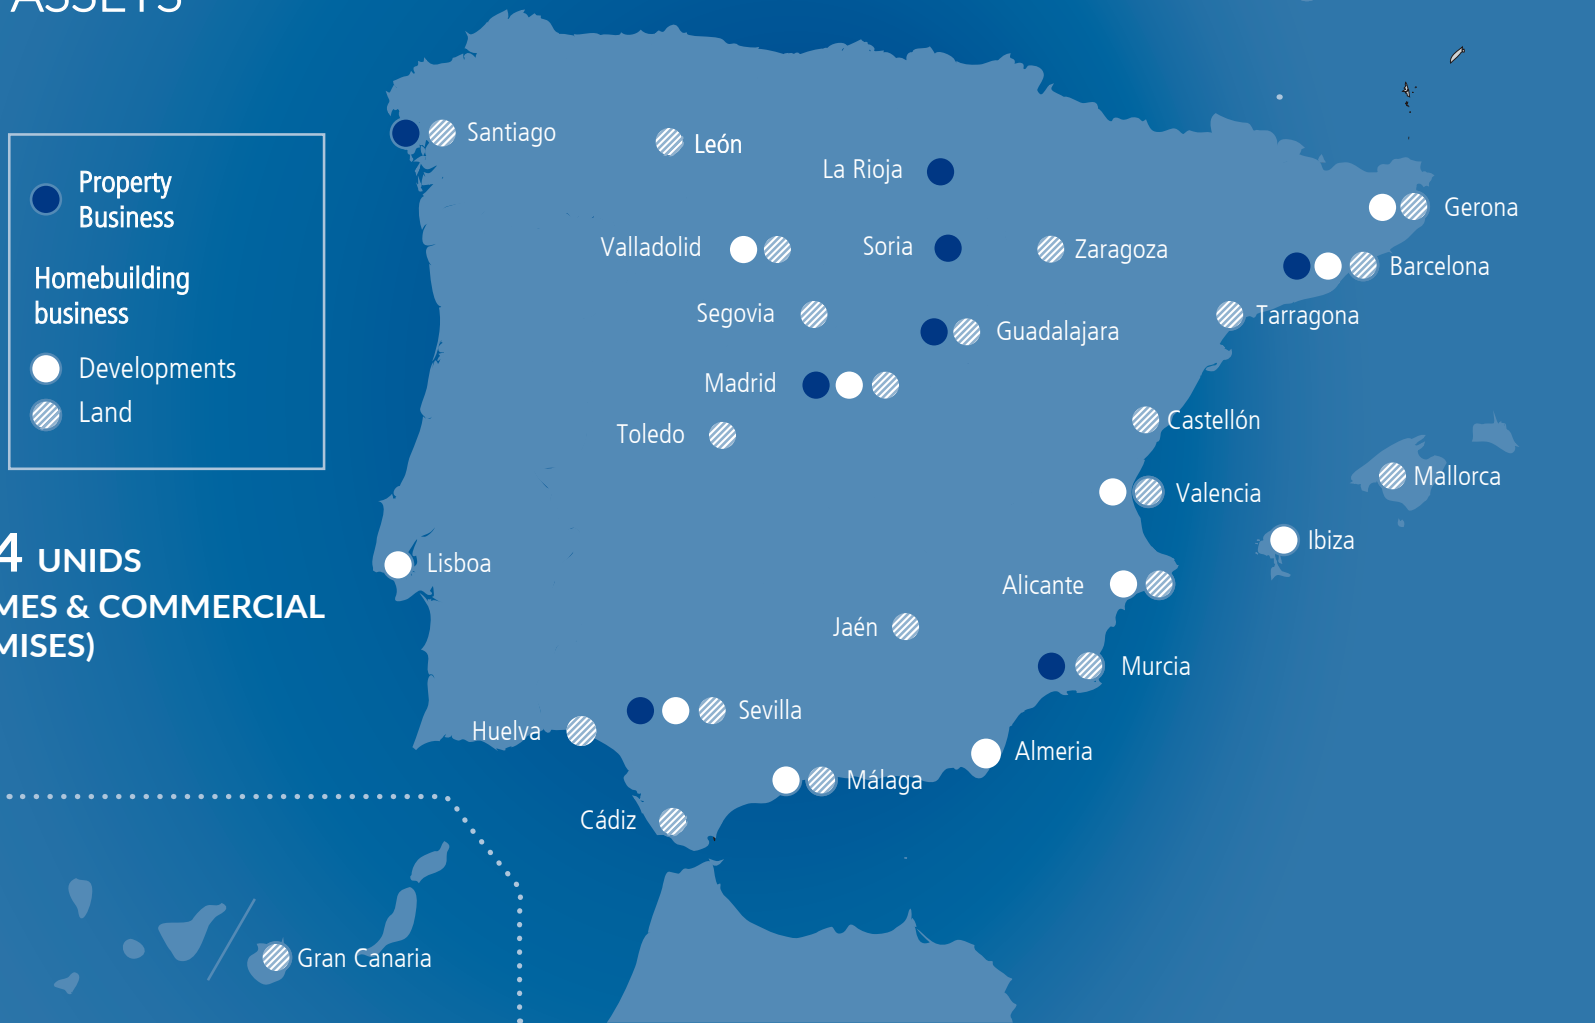 ASSETS
Property
Business
Homebuilding
business
Developments
Land
4 UNIDS
MES & COMMERCIAL
MISES)
Santiago
León
La Rioja
Gerona
Valladolid
Soria
Zaragoza
Barcelona
Segovia
Tarragona
Guadalajara
Madrid
Castellón
Toledo
Mallorca
Valencia
Ibiza
Lisboa
Alicante
Jaén
Murcia
Sevilla
Huelva
Almeria
Málaga
Cádiz
Gran Canaria